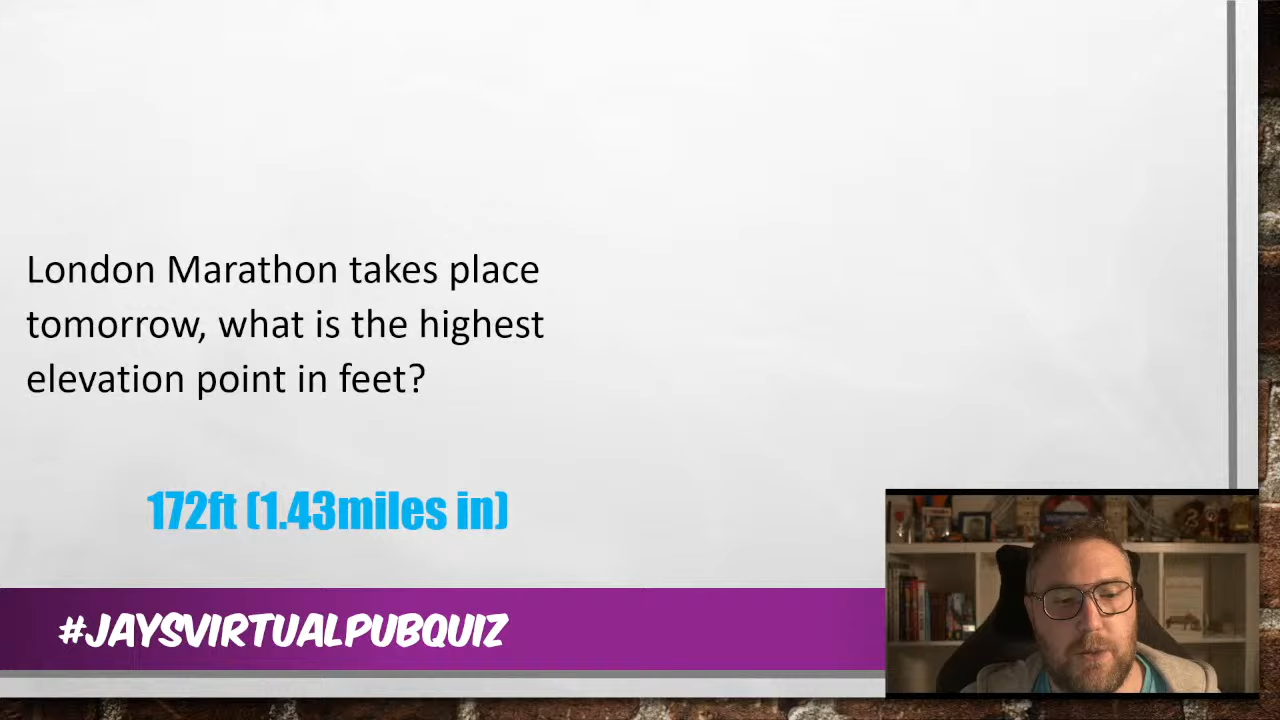 London Marathon takes place
tomorrow, what is the highest
elevation point in feet?
172ft (1.43miles in)
#JAYSVIRTUALPUBQUIZ